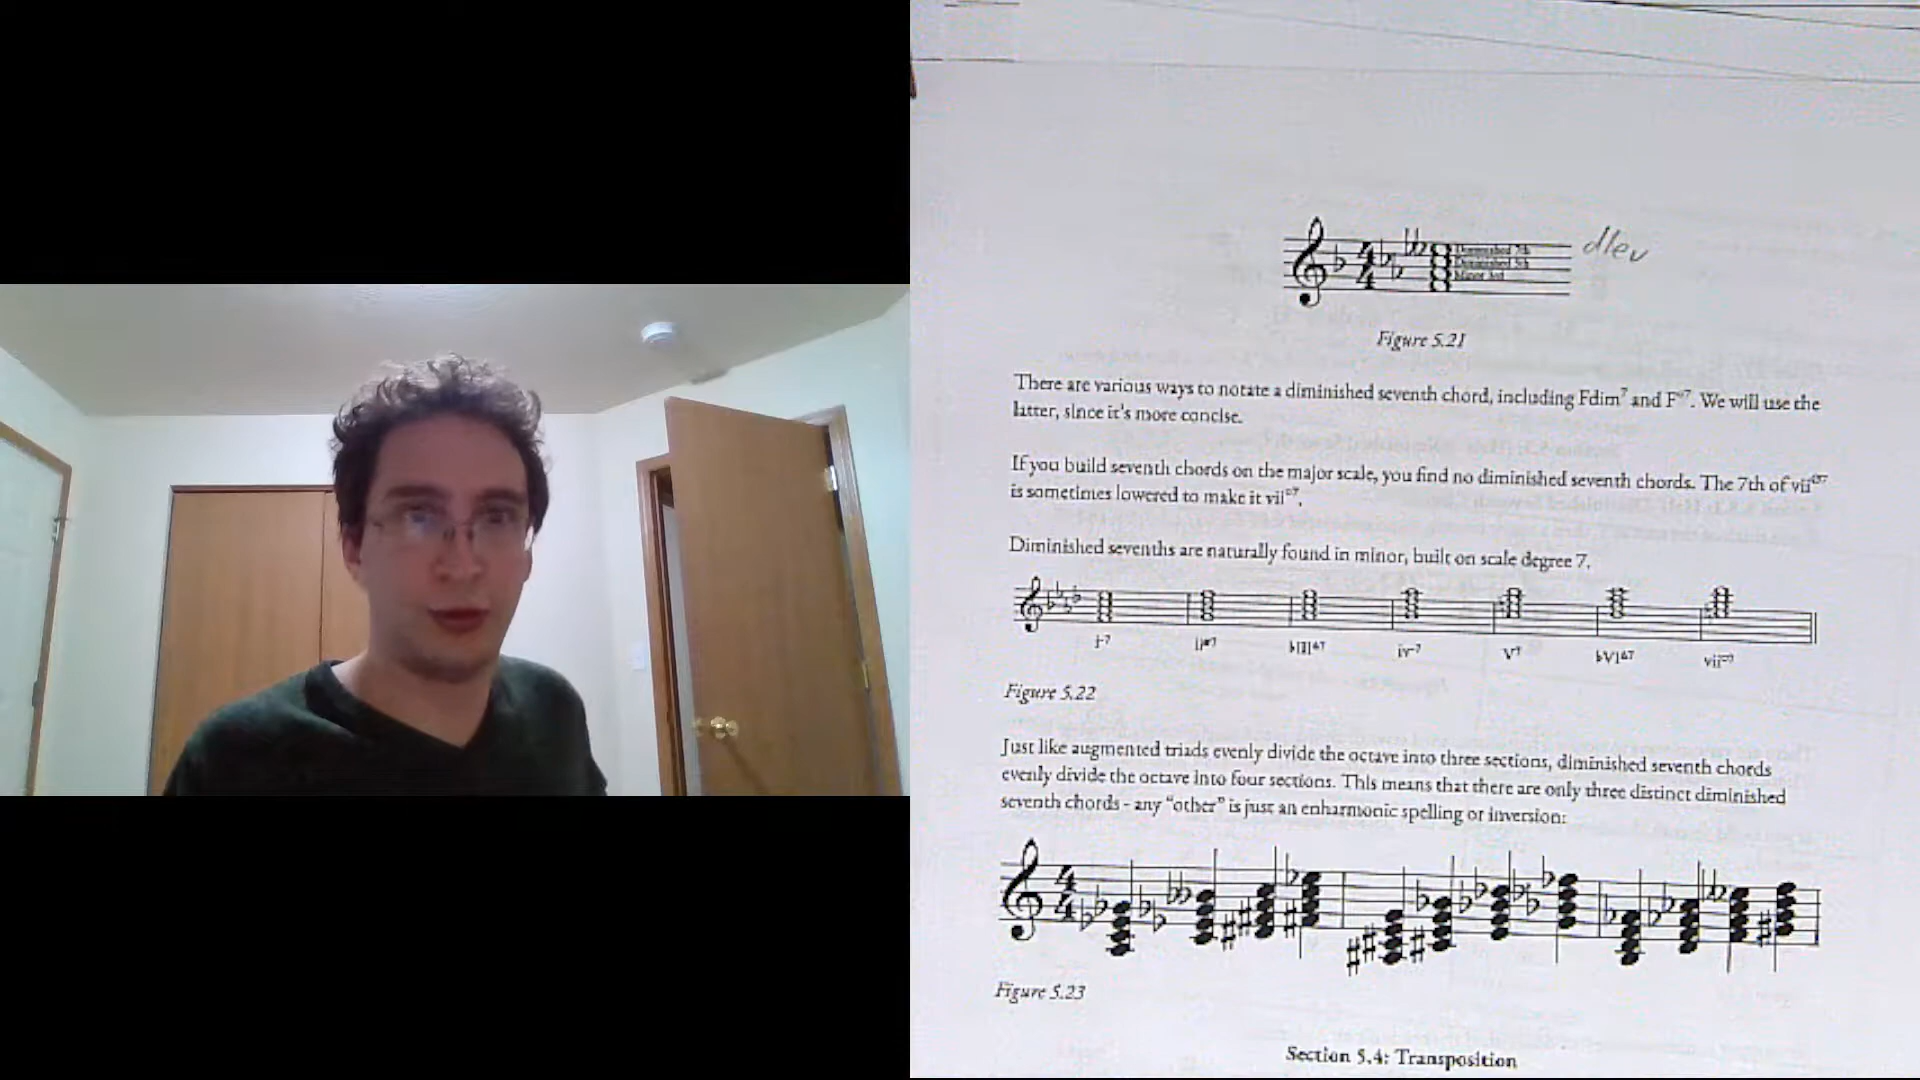 dlev
Diminished 7th
Diminished 5th
Minor 3rd
Figure 5.21
There are various ways to notate a diminished seventh chord, including Fdim7 and F°7. We will use the
latter, since it's more concise.
If you build seventh chords on the major scale, you find no diminished seventh chords. The 7th of viiø7
is sometimes lowered to make it vii°7.
Diminished sevenths are naturally found in minor, built on scale degree 7.
i-7 iiø7 bIIIΔ7 iv-7 V7 bVIΔ7 vii°7
Figure 5.22
Just like augmented triads evenly divide the octave into three sections, diminished seventh chords
evenly divide the octave into four sections. This means that there are only three distinct diminished
seventh chords - any "other" is just an enharmonic spelling or inversion:
Figure 5.23
Section 5.4: Transposition